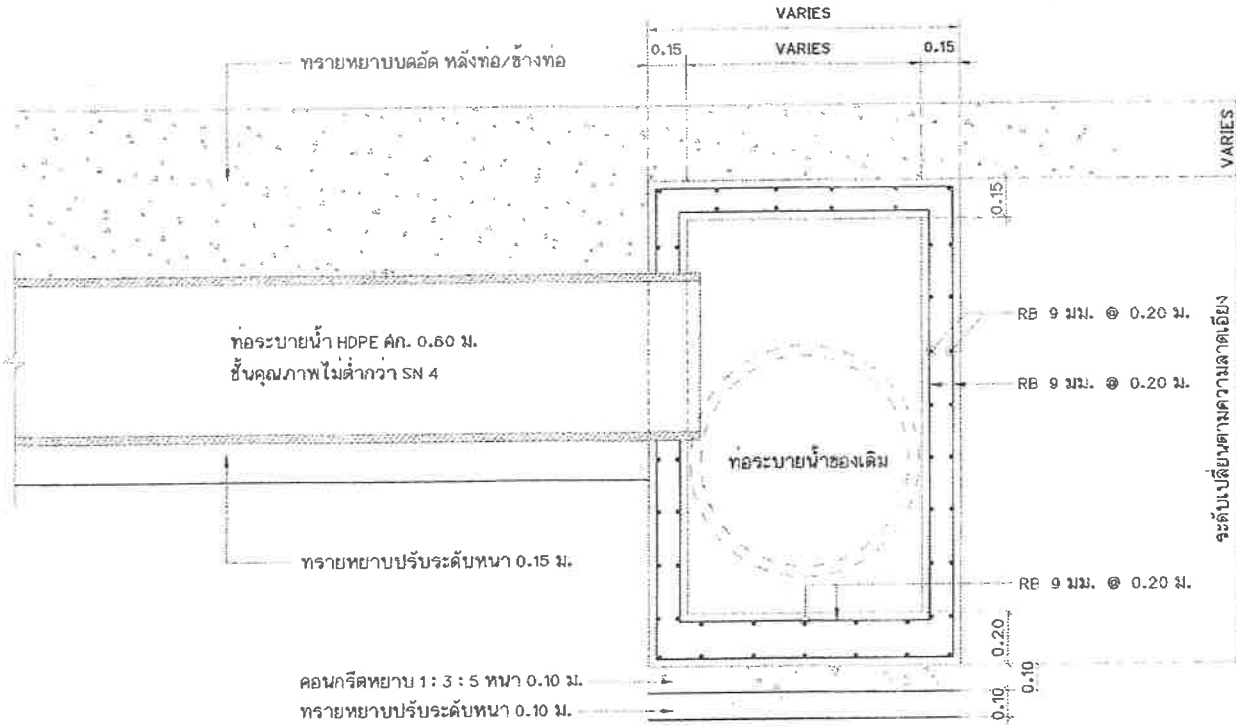 VARIES
0.15 VARIES 0.15
ทรายหยาบบดอัด หลังท่อ/ข้างท่อ
VARIES
0.15
ท่อระบายน้ำ HDPE ศก. 0.60 ม.
ชั้นคุณภาพไม่ต่ำกว่า SN 4
RB 9 มม. @ 0.20 ม.
RB 9 มม. @ 0.20 ม.
ระดับเปลี่ยนตามความลาดเอียง
ท่อระบายน้ำของเดิม
ทรายหยาบปรับระดับหนา 0.15 ม.
RB 9 มม. @ 0.20 ม.
0.20
0.10
คอนกรีตหยาบ 1 : 3 : 5 หนา 0.10 ม.
ทรายหยาบปรับระดับหนา 0.10 ม.
0.10